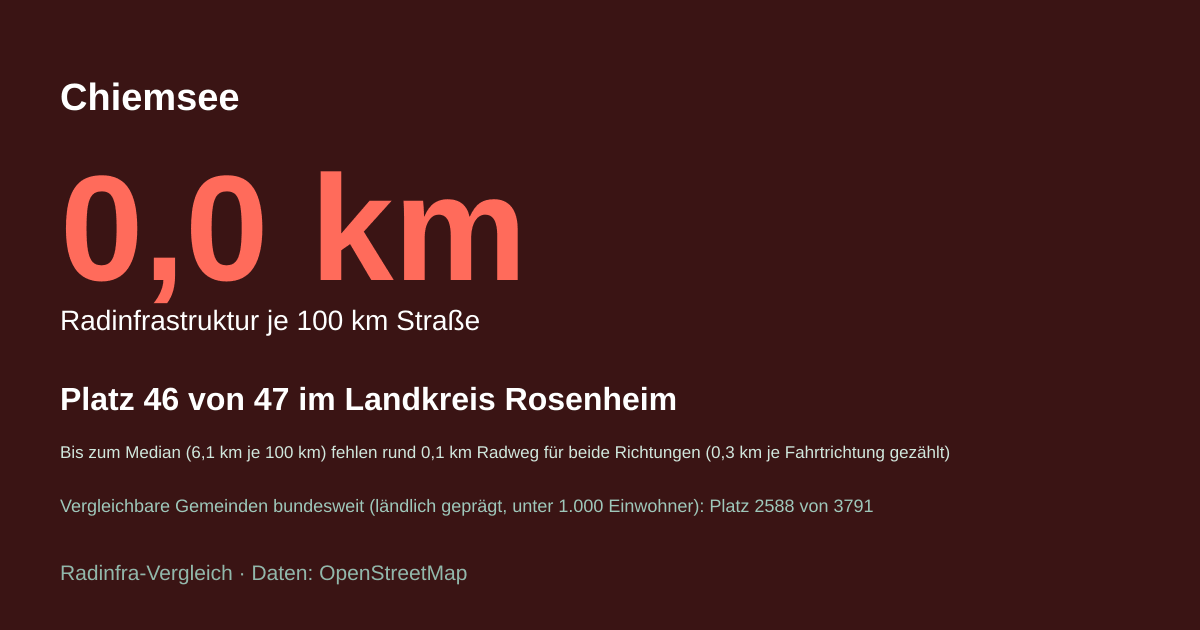 Chiemsee
0,0 km
Radinfrastruktur je 100 km Straße
Platz 46 von 47 im Landkreis Rosenheim
Bis zum Median (6,1 km je 100 km) fehlen rund 0,1 km Radweg für beide Richtungen (0,3 km je Fahrtrichtung gezählt)
Vergleichbare Gemeinden bundesweit (ländlich geprägt, unter 1.000 Einwohner): Platz 2588 von 3791
Radinfra-Vergleich · Daten: OpenStreetMap